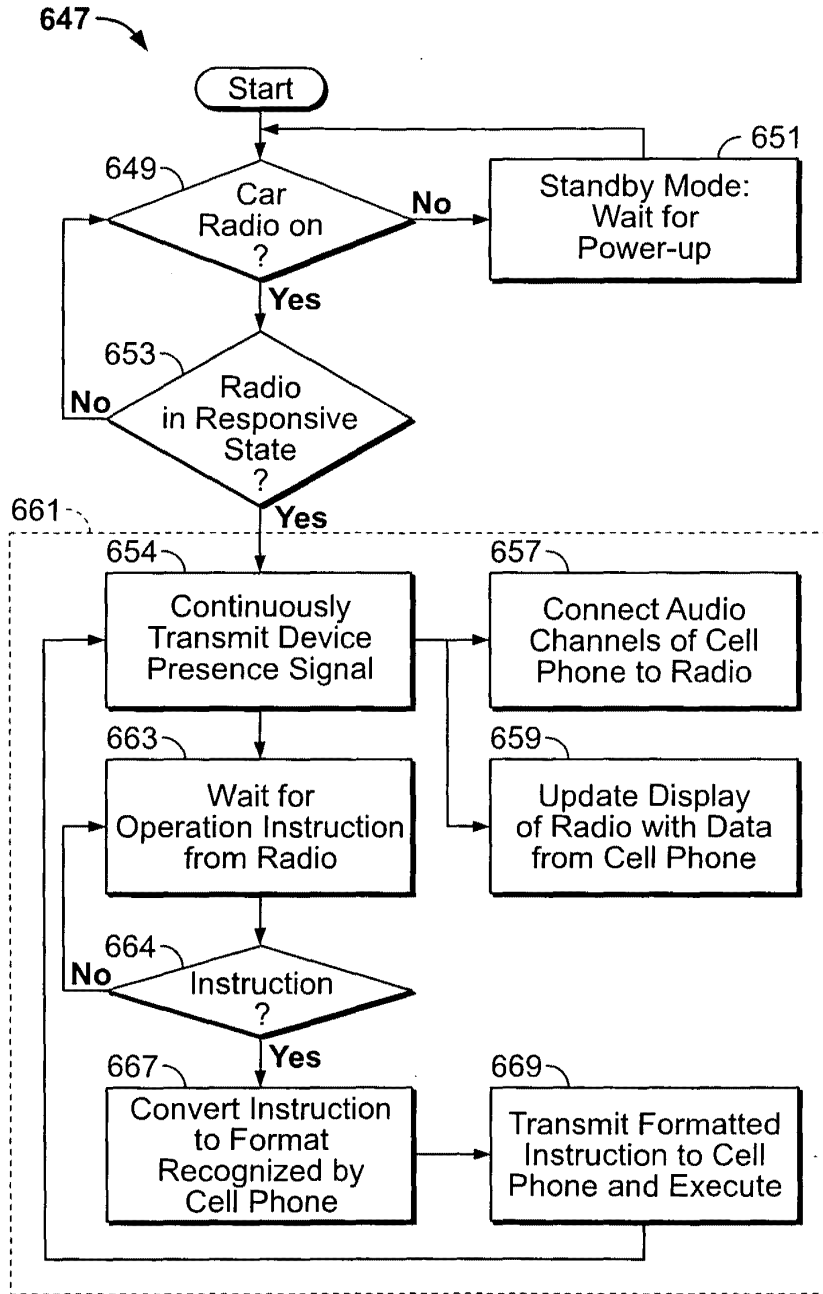 647
Start
649
Car
Radio on
?
No
651
Standby Mode:
Wait for
Power-up
Yes
653
Radio
in Responsive
State
?
No
Yes
661
654
Continuously
Transmit Device
Presence Signal
657
Connect Audio
Channels of Cell
Phone to Radio
663
Wait for
Operation Instruction
from Radio
659
Update Display
of Radio with Data
from Cell Phone
664
Instruction
?
No
Yes
667
Convert Instruction
to Format
Recognized by
Cell Phone
669
Transmit Formatted
Instruction to Cell
Phone and Execute